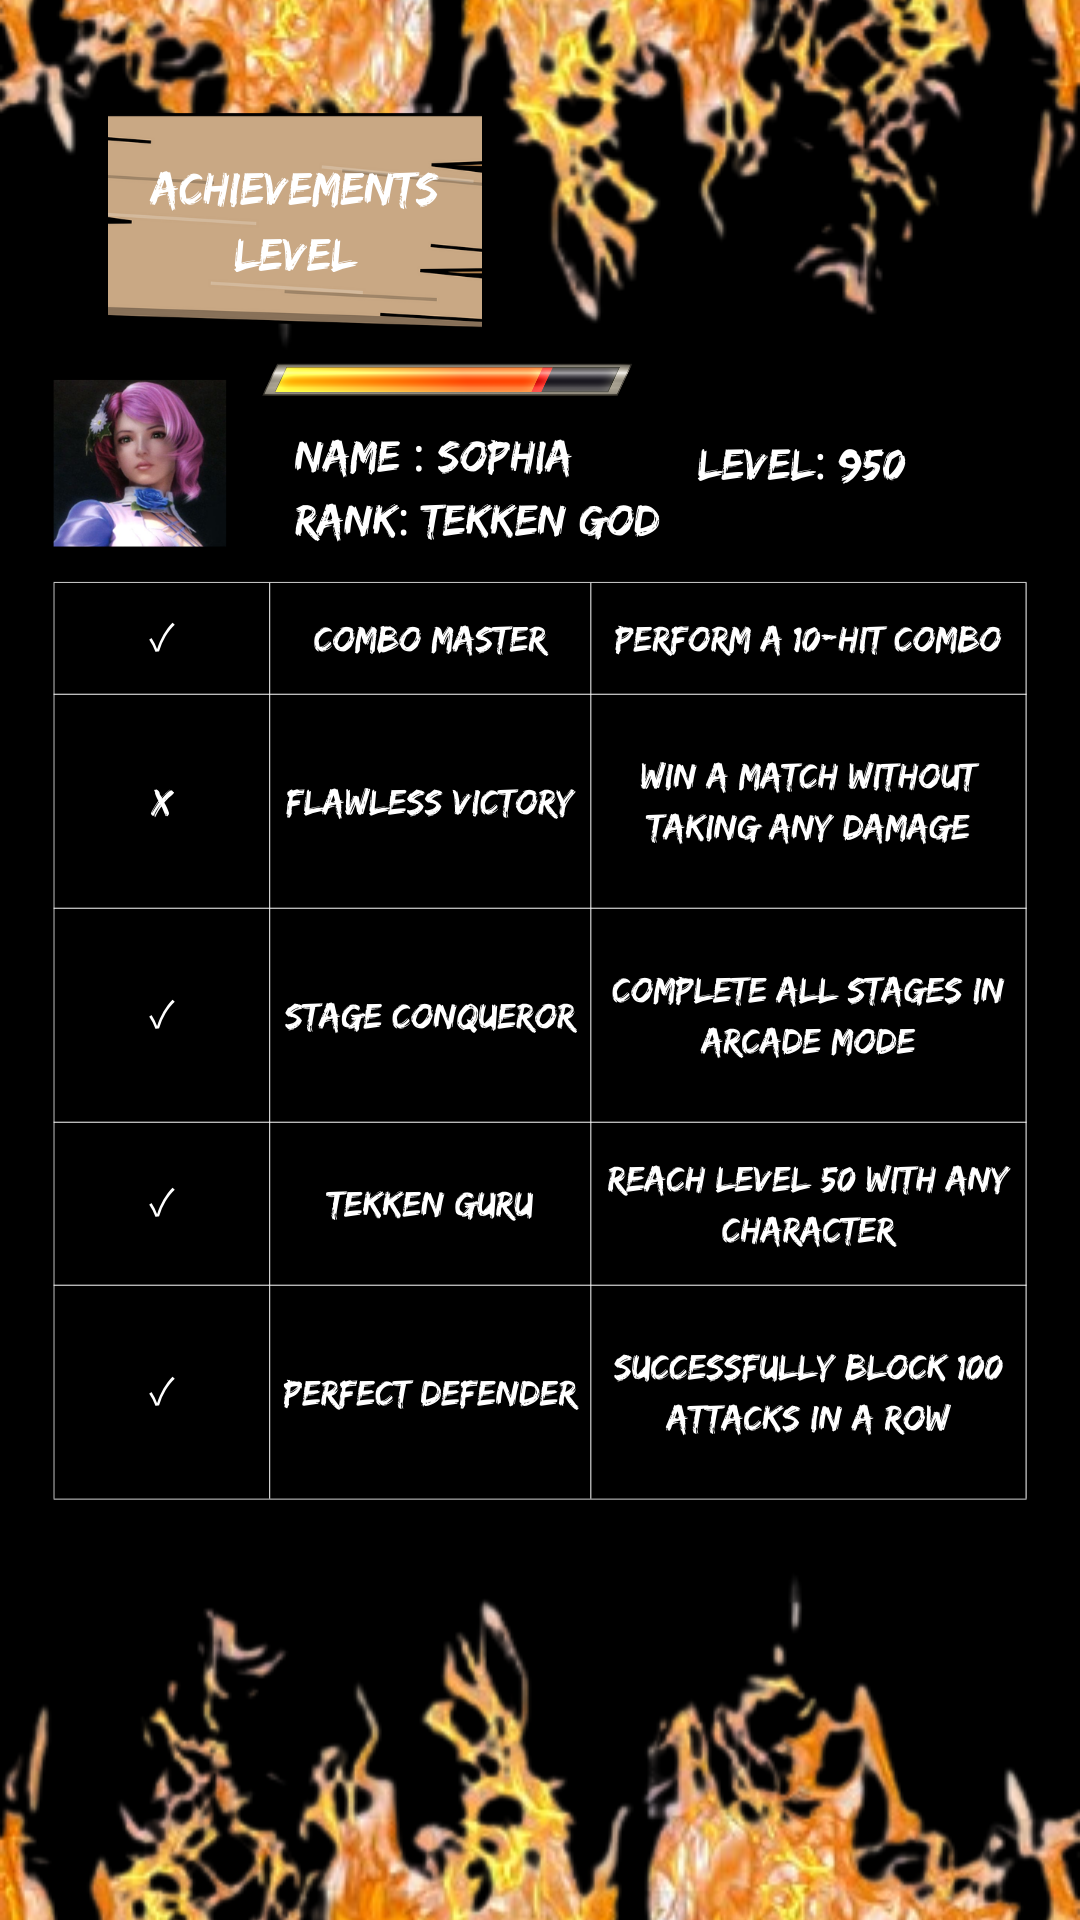 ACHIEVEMENTS
LEVEL
NAME : SOPHIA
LEVEL: 950
RANK: TEKKEN GOD
✓
COMBO MASTER
PERFORM A 10-HIT COMBO
X
FLAWLESS VICTORY
WIN A MATCH WITHOUT
TAKING ANY DAMAGE
✓
STAGE CONQUEROR
COMPLETE ALL STAGES IN
ARCADE MODE
✓
TEKKEN GURU
REACH LEVEL 50 WITH ANY
CHARACTER
✓
PERFECT DEFENDER
SUCCESSFULLY BLOCK 100
ATTACKS IN A ROW